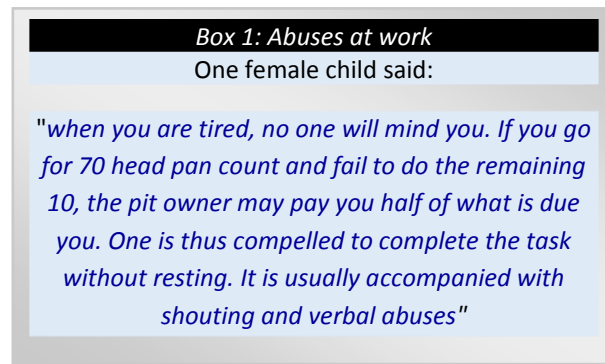 Box 1: Abuses at work
One female child said:
"when you are tired, no one will mind you. If you go
for 70 head pan count and fail to do the remaining
10, the pit owner may pay you half of what is due
you. One is thus compelled to complete the task
without resting. It is usually accompanied with
shouting and verbal abuses"